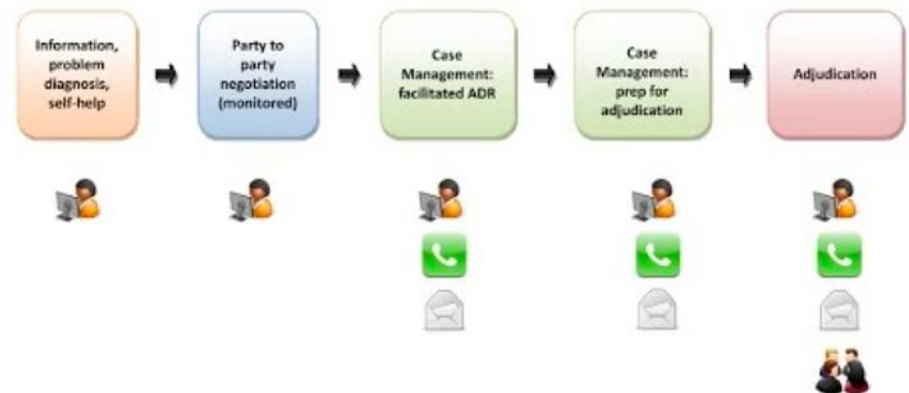 Information,
problem
diagnosis,
self-help
Party to
party
negotiation
(monitored)
Case
Management:
facilitated ADR
Case
Management:
prep for
adjudication
Adjudication